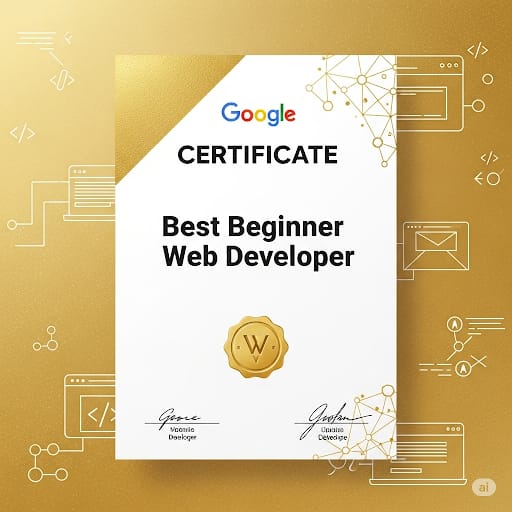 Google
CERTIFICATE
Best Beginner
Web Developer
W
ai